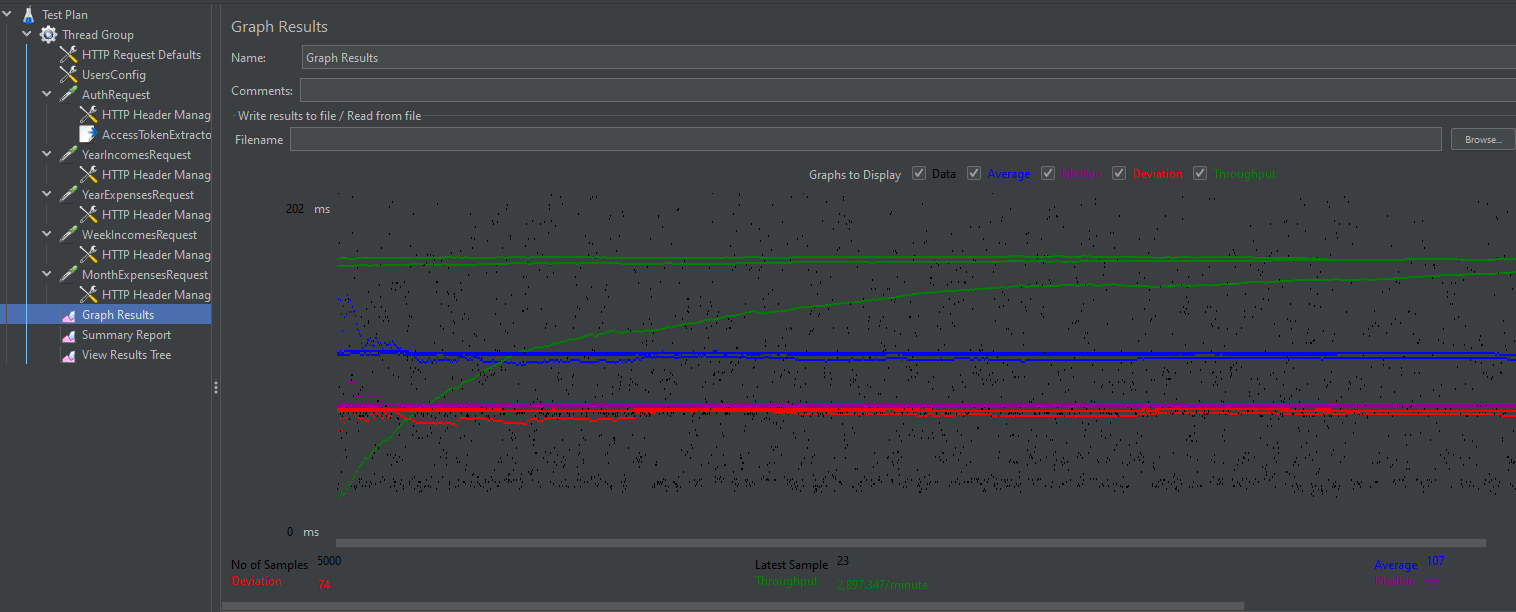 Test Plan
Thread Group
HTTP Request Defaults
UsersConfig
AuthRequest
HTTP Header Manag
AccessTokenExtracto
YearIncomesRequest
HTTP Header Manag
YearExpensesRequest
HTTP Header Manag
WeekIncomesRequest
HTTP Header Manag
MonthExpensesRequest
HTTP Header Manag
Graph Results
Summary Report
View Results Tree
Graph Results
Name: Graph Results
Comments:
Write results to file / Read from file
Filename Browse...
Graphs to Display Data Average Median Deviation Throughput
202 ms
0 ms
No of Samples 5000 Latest Sample 23 Average 107
Deviation 74 Throughput 2,897.347/minute Median 77